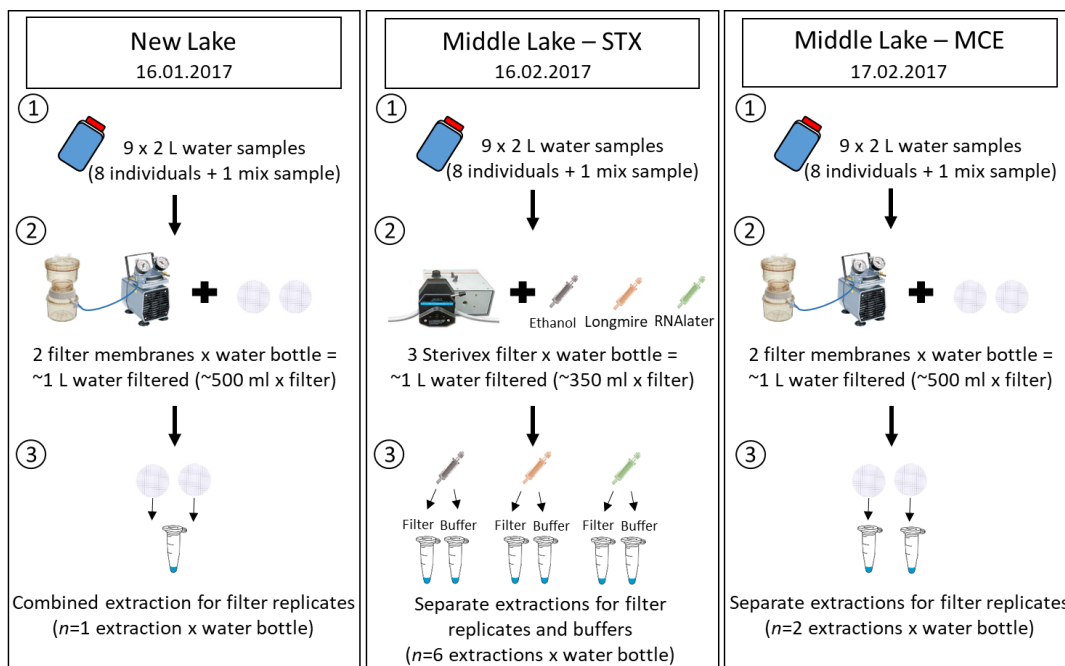 New Lake
16.01.2017
1
9 x 2 L water samples
(8 individuals + 1 mix sample)
2
2 filter membranes x water bottle =
~1 L water filtered (~500 ml x filter)
3
Combined extraction for filter replicates
(n=1 extraction x water bottle)
Middle Lake – STX
16.02.2017
1
9 x 2 L water samples
(8 individuals + 1 mix sample)
2
Ethanol Longmire RNAlater
3 Sterivex filter x water bottle =
~1 L water filtered (~350 ml x filter)
3
Filter Buffer Filter Buffer Filter Buffer
Separate extractions for filter
replicates and buffers
(n=6 extractions x water bottle)
Middle Lake – MCE
17.02.2017
1
9 x 2 L water samples
(8 individuals + 1 mix sample)
2
2 filter membranes x water bottle =
~1 L water filtered (~500 ml x filter)
3
Separate extractions for filter replicates
(n=2 extractions x water bottle)